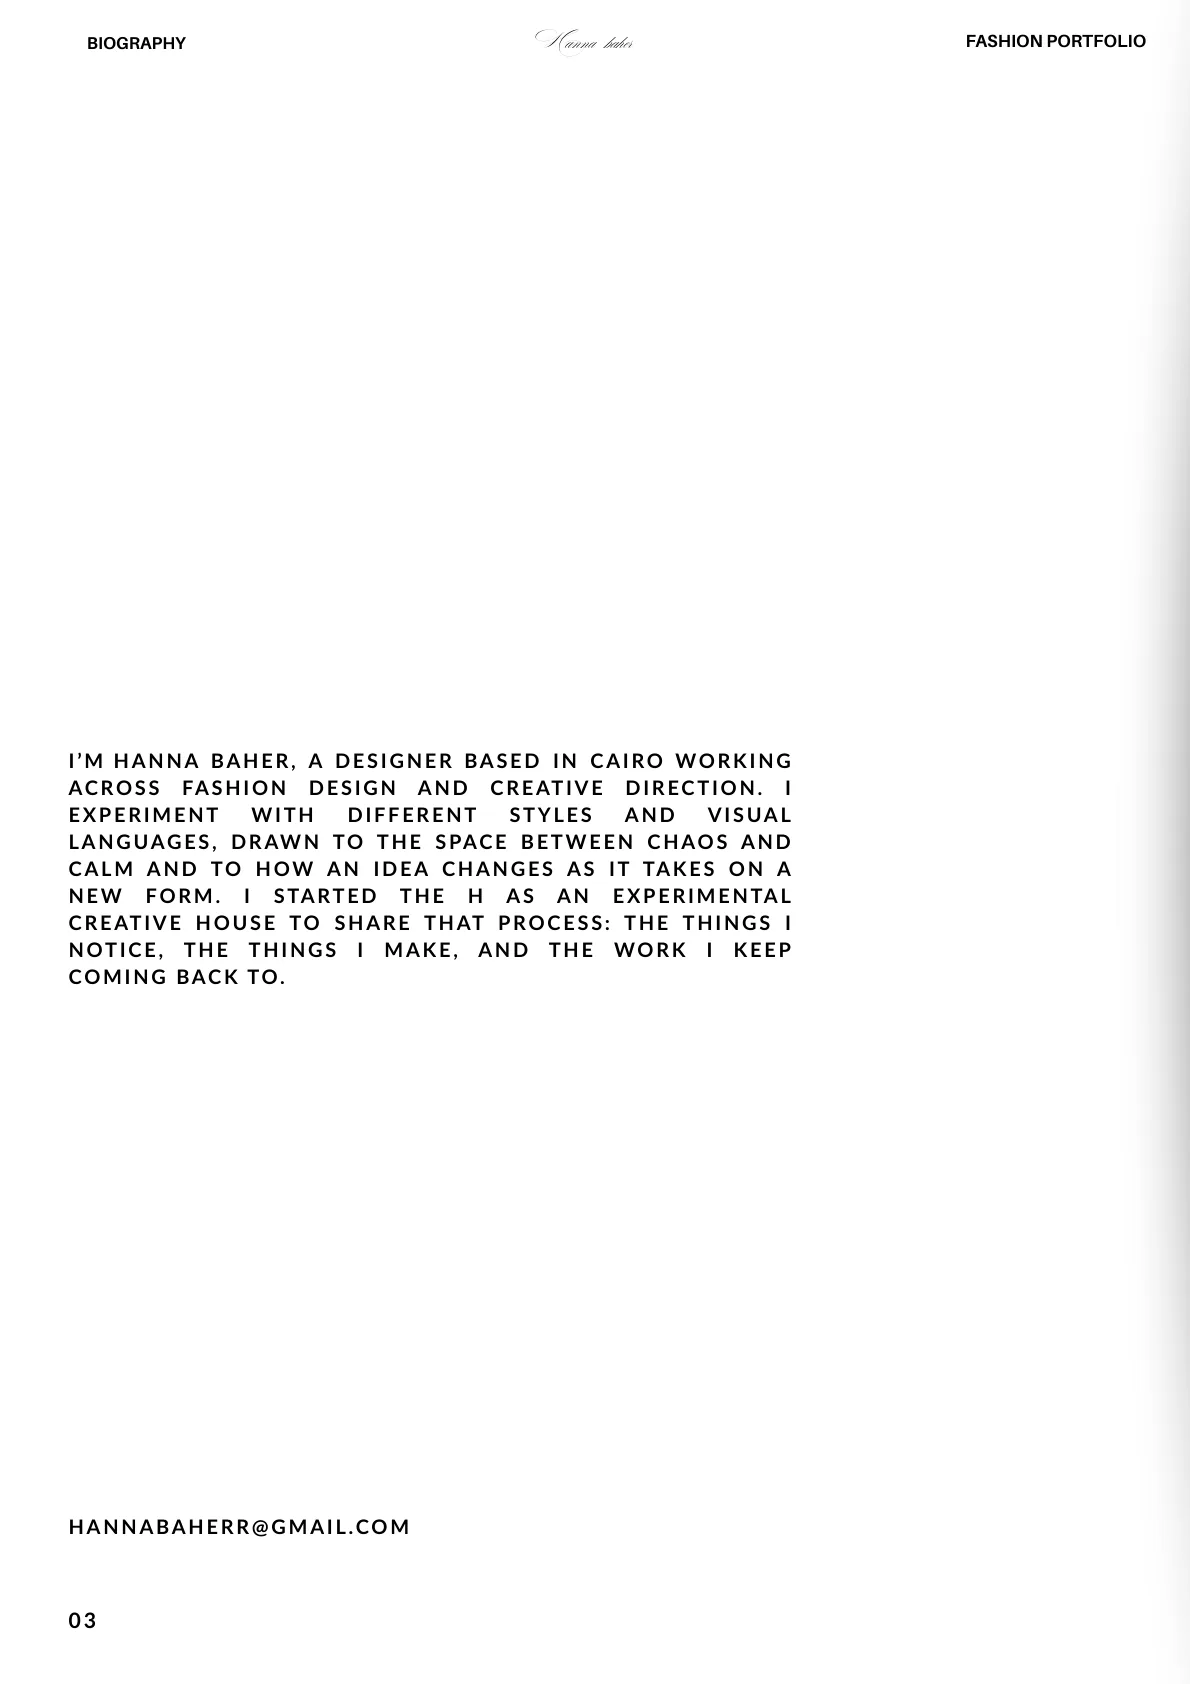 BIOGRAPHY
Hanna baher
FASHION PORTFOLIO
I’M HANNA BAHER, A DESIGNER BASED IN CAIRO WORKING
ACROSS FASHION DESIGN AND CREATIVE DIRECTION. I
EXPERIMENT WITH DIFFERENT STYLES AND VISUAL
LANGUAGES, DRAWN TO THE SPACE BETWEEN CHAOS AND
CALM AND TO HOW AN IDEA CHANGES AS IT TAKES ON A
NEW FORM. I STARTED THE H AS AN EXPERIMENTAL
CREATIVE HOUSE TO SHARE THAT PROCESS: THE THINGS I
NOTICE, THE THINGS I MAKE, AND THE WORK I KEEP
COMING BACK TO.
HANNABAHERR@GMAIL.COM
03